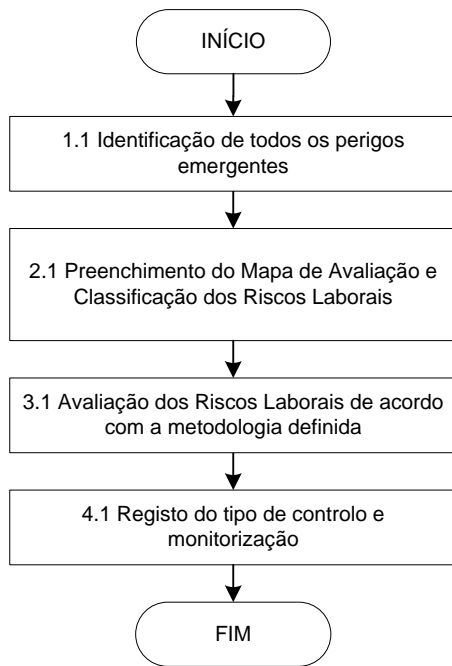 INÍCIO
1.1 Identificação de todos os perigos
emergentes
2.1 Preenchimento do Mapa de Avaliação e
Classificação dos Riscos Laborais
3.1 Avaliação dos Riscos Laborais de acordo
com a metodologia definida
4.1 Registo do tipo de controlo e
monitorização
FIM